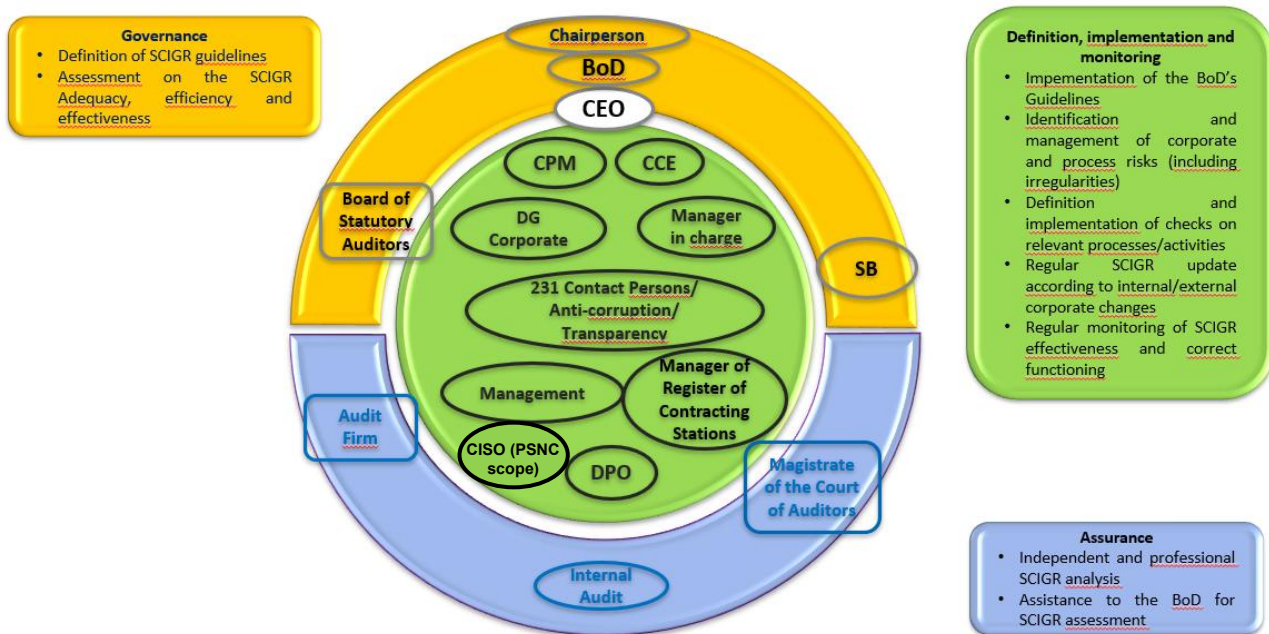 Governance
• Definition of SCIGR guidelines
• Assessment on the SCIGR
Adequacy, efficiency and
effectiveness
Chairperson
BoD
CEO
CPM
CCE
DG
Corporate
Manager
in charge
Board of
Statutory
Auditors
SB
231 Contact Persons/
Anti-corruption/
Transparency
Management
Manager of
Register of
Contracting
Stations
CISO (PSNC
scope)
DPO
Audit
Firm
Magistrate
of the Court
of Auditors
Internal
Audit
Definition, implementation and
monitoring
• Impementation of the BoD's
Guidelines
• Identification and
management of corporate
and process risks (including
irregularities)
• Definition and
implementation of checks on
relevant processes/activities
• Regular SCIGR update
according to internal/external
corporate changes
• Regular monitoring of SCIGR
effectiveness and correct
functioning
Assurance
• Independent and professional
SCIGR analysis
• Assistance to the BoD for
SCIGR assessment